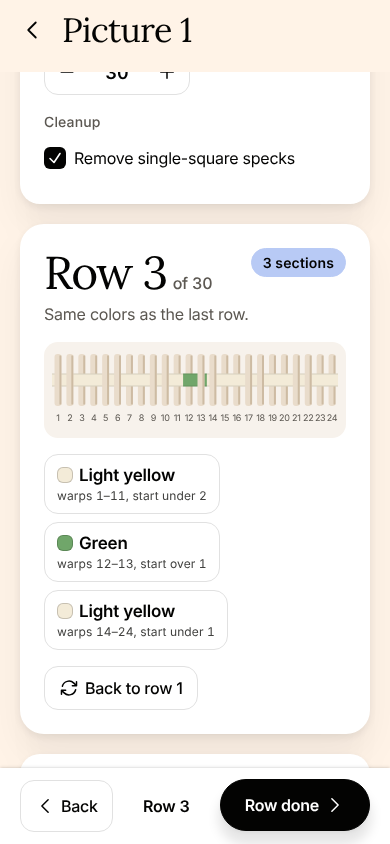 Picture 1
30
Cleanup
Remove single-square specks
Row 3 of 30
3 sections
Same colors as the last row.
1 2 3 4 5 6 7 8 9 10 11 12 13 14 15 16 17 18 19 20 21 22 23 24
Light yellow
warps 1–11, start under 2
Green
warps 12–13, start over 1
Light yellow
warps 14–24, start under 1
Back to row 1
Back
Row 3
Row done